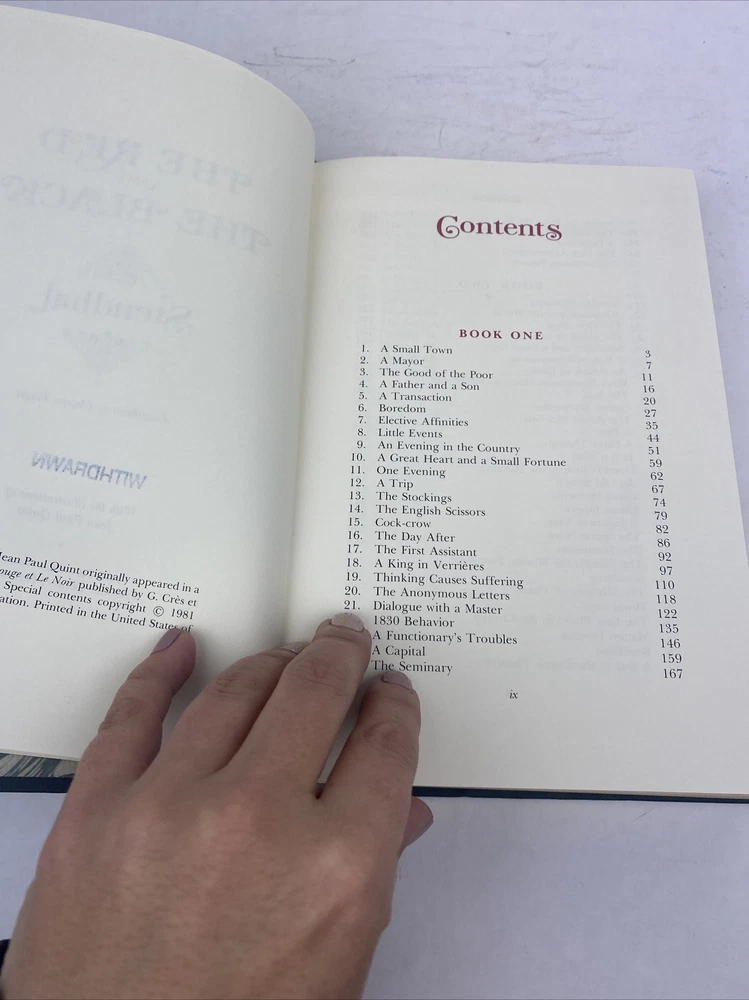 THE RED
THE BLACK
Stendhal
WITHDRAWN
Jean Paul Quint originally appeared in a
ouge et Le Noir published by G. Crès et
Special contents copyright © 1981
ation. Printed in the United States of
Contents
BOOK ONE
1. A Small Town 3
2. A Mayor 7
3. The Good of the Poor 11
4. A Father and a Son 16
5. A Transaction 20
6. Boredom 27
7. Elective Affinities 35
8. Little Events 44
9. An Evening in the Country 51
10. A Great Heart and a Small Fortune 59
11. One Evening 62
12. A Trip 67
13. The Stockings 74
14. The English Scissors 79
15. Cock-crow 82
16. The Day After 86
17. The First Assistant 92
18. A King in Verrières 97
19. Thinking Causes Suffering 110
20. The Anonymous Letters 118
21. Dialogue with a Master 122
1830 Behavior 135
A Functionary's Troubles 146
A Capital 159
The Seminary 167
ix